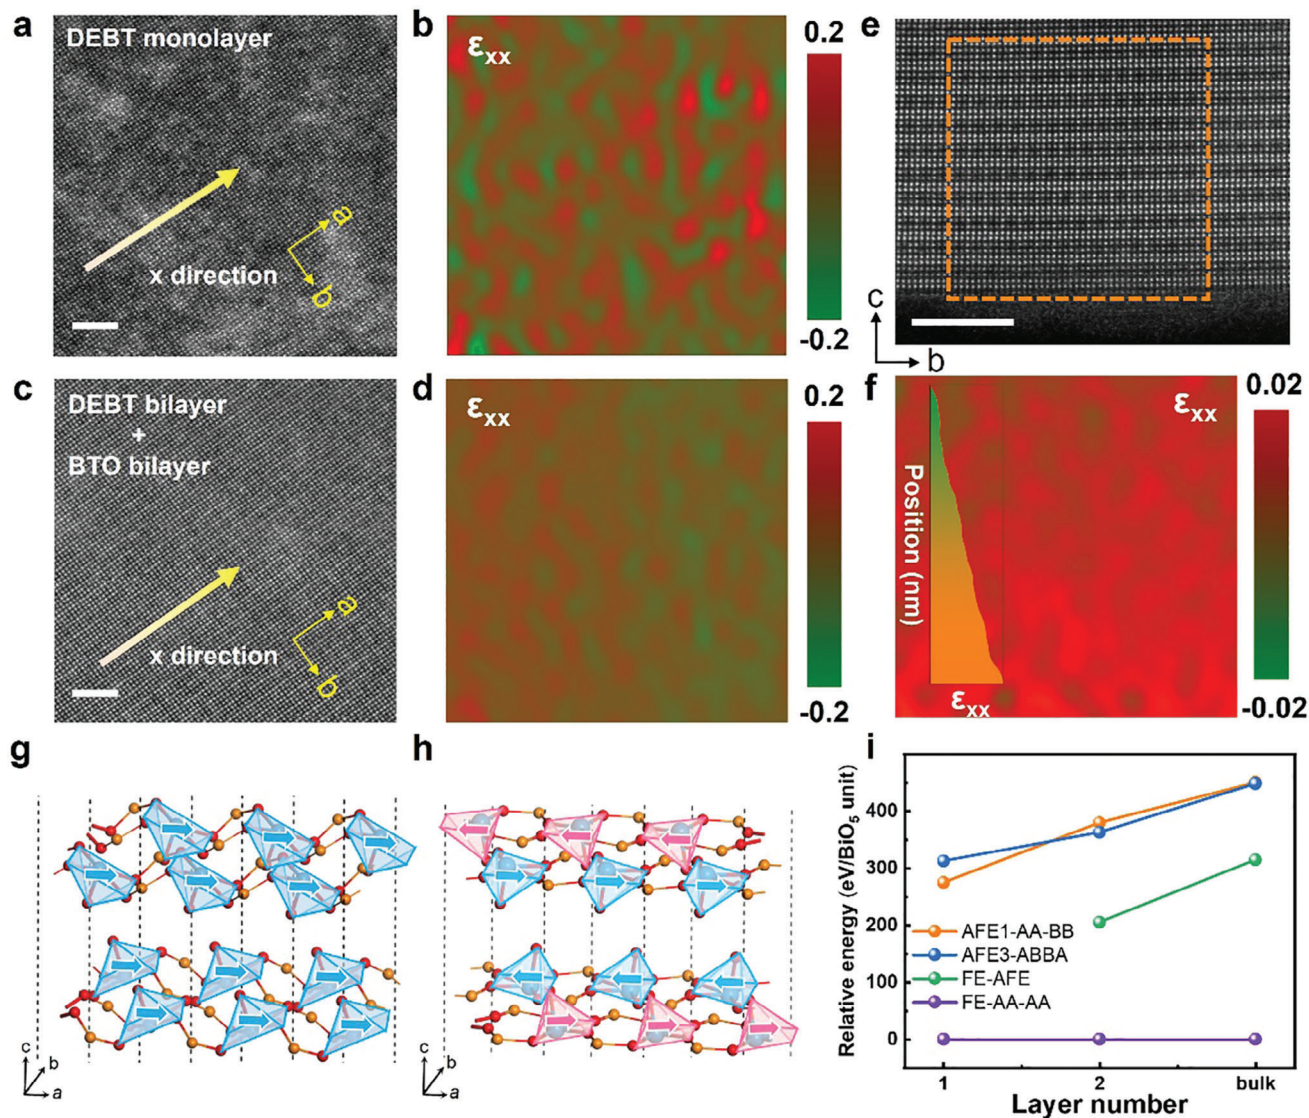 a
DEBT monolayer
x direction
a
b
b
εxx
0.2
-0.2
e
c
b
c
DEBT bilayer
+
BTO bilayer
x direction
a
b
d
εxx
0.2
-0.2
f
εxx
Position (nm)
εxx
0.02
-0.02
g
c
b
a
h
c
b
a
i
Relative energy (eV/BiO5 unit)
400
300
200
100
0
AFE1-AA-BB
AFE3-ABBA
FE-AFE
FE-AA-AA
1
2
bulk
Layer number